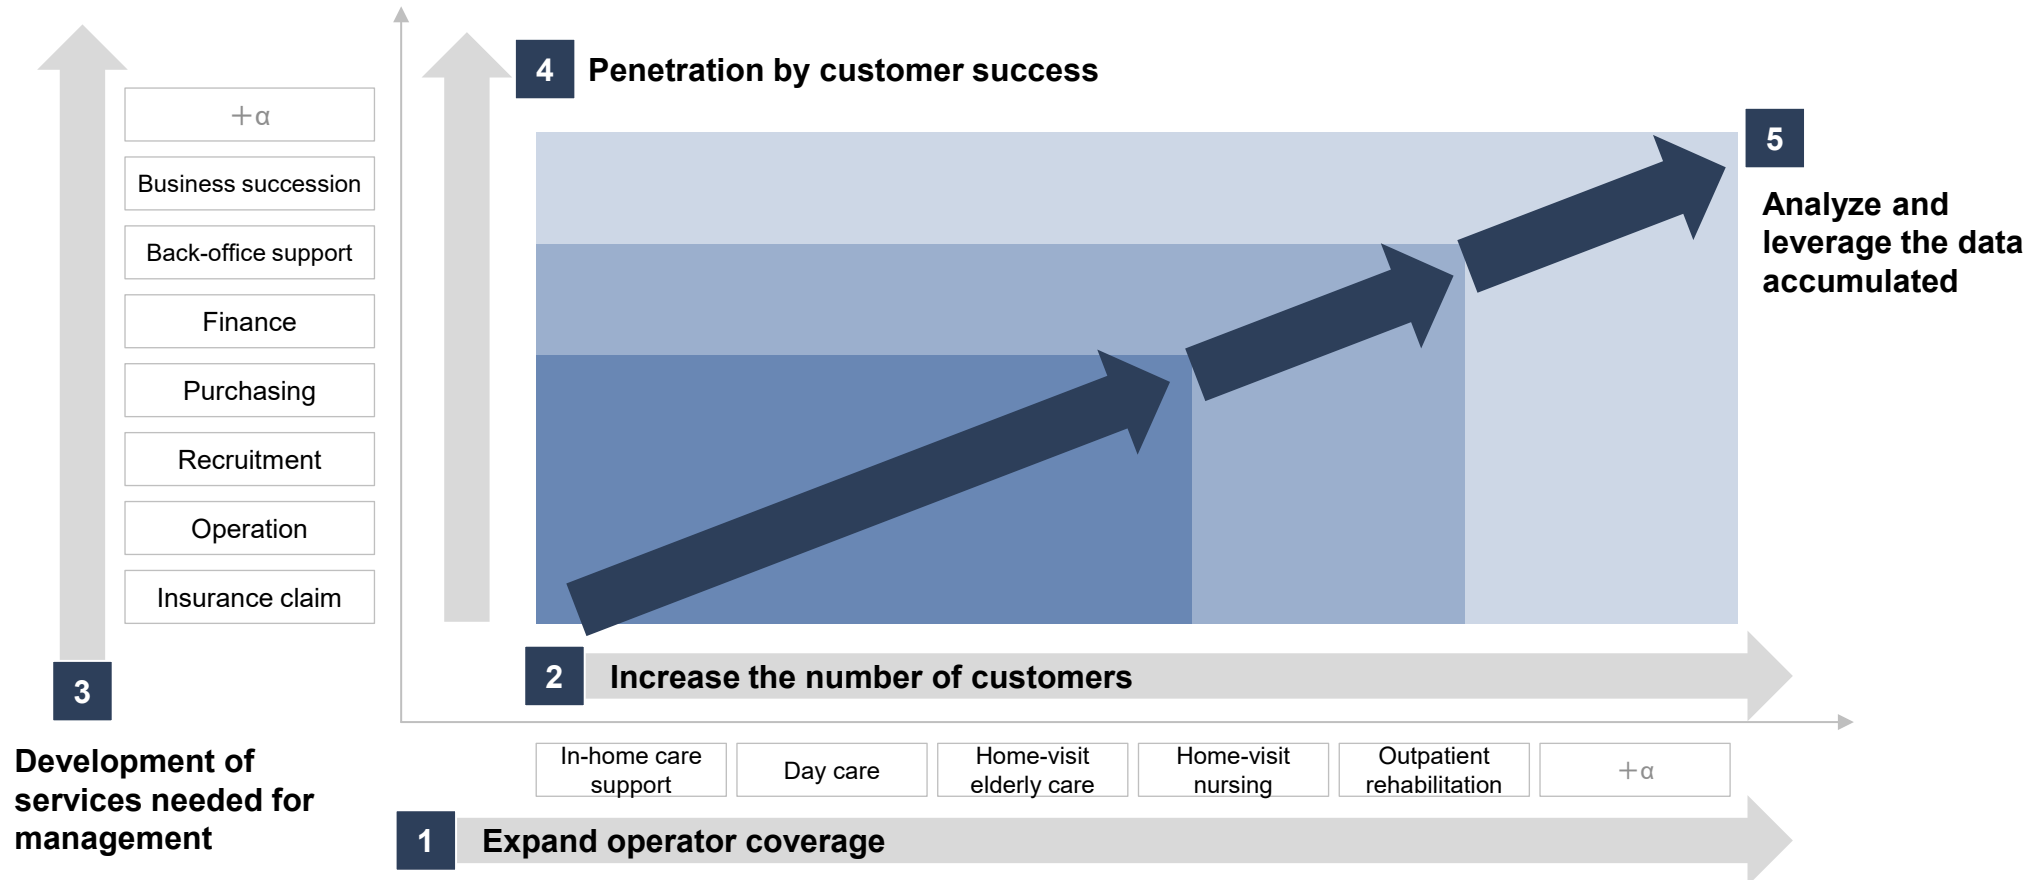 4
Penetration by customer success
5
Analyze and
leverage the data
accumulated
+α
Business succession
Back-office support
Finance
Purchasing
Recruitment
Operation
Insurance claim
3
Development of
services needed for
management
2
Increase the number of customers
In-home care
support
Day care
Home-visit
elderly care
Home-visit
nursing
Outpatient
rehabilitation
+α
1
Expand operator coverage